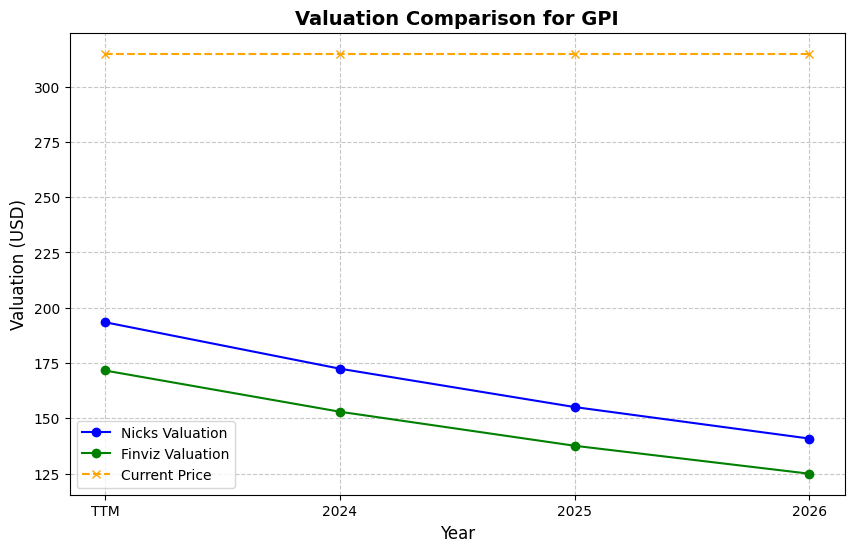 Valuation Comparison for GPI
Valuation (USD)
300
275
250
225
200
175
150
125
Nicks Valuation
Finviz Valuation
Current Price
TTM 2024 2025 2026
Year